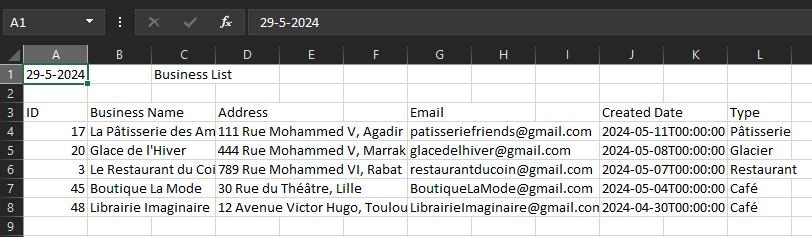 A1 fx 29-5-2024
A B C D E F G H I J K L
1 29-5-2024 Business List
2
3 ID Business Name Address Email Created Date Type
4 17 La Pâtisserie des Am 111 Rue Mohammed V, Agadir patisseriefriends@gmail.com 2024-05-11T00:00:00 Pâtisserie
5 20 Glace de l'Hiver 444 Rue Mohammed V, Marrak glacedelhiver@gmail.com 2024-05-08T00:00:00 Glacier
6 3 Le Restaurant du Coi 789 Rue Mohammed VI, Rabat restaurantducoin@gmail.com 2024-05-07T00:00:00 Restaurant
7 45 Boutique La Mode 30 Rue du Théâtre, Lille BoutiqueLaMode@gmail.com 2024-05-04T00:00:00 Café
8 48 Librairie Imaginaire 12 Avenue Victor Hugo, Toulou LibrairieImaginaire@gmail.com 2024-04-30T00:00:00 Café
9